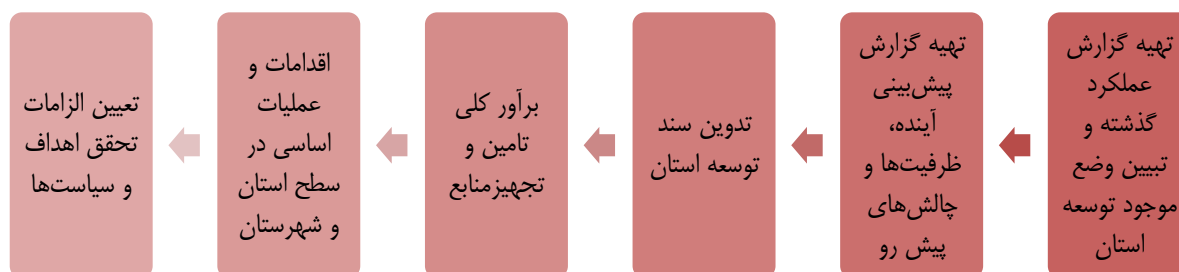 تهیه گزارش
عملکرد
گذشته و
تبیین وضع
موجود توسعه
استان
تهیه گزارش
پیش‌بینی
آینده،
ظرفیت‌ها و
چالش‌های
پیش رو
تدوین سند
توسعه استان
برآور کلی
تامین و
تجهیزمنابع
اقدامات و
عملیات
اساسی در
سطح استان
و شهرستان
تعیین الزامات
تحقق اهداف
و سیاست‌ها